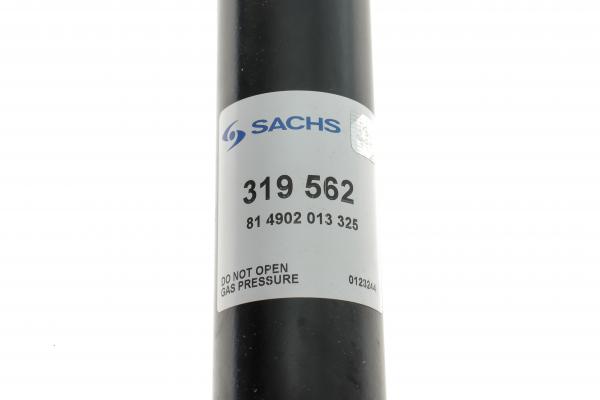 SACHS
319 562
81 4902 013 325
DO NOT OPEN
GAS PRESSURE